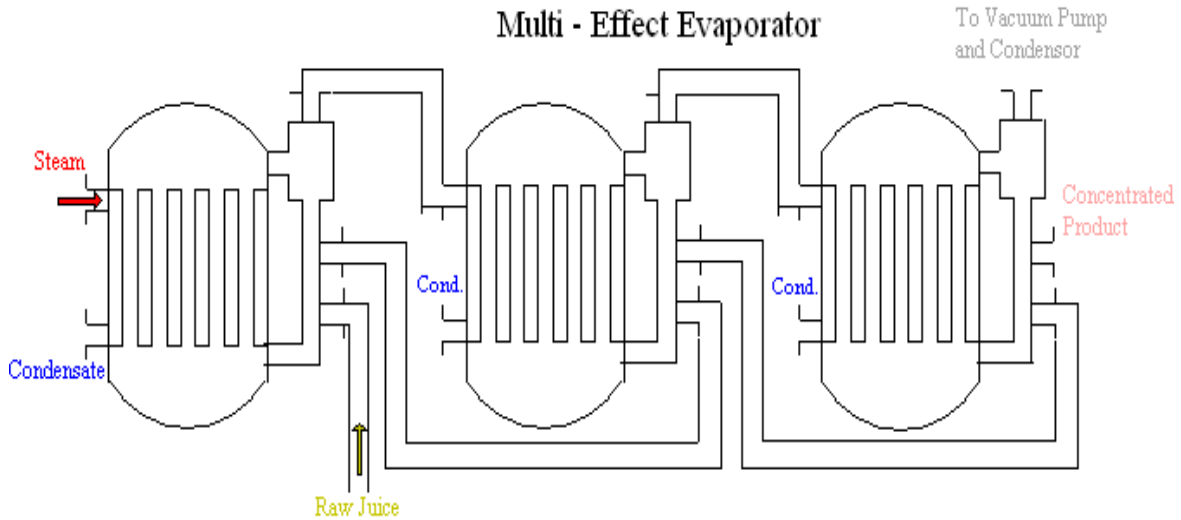 Multi - Effect Evaporator
To Vacuum Pump
and Condensor
Steam
Concentrated
Product
Cond.
Cond.
Condensate
Raw Juice